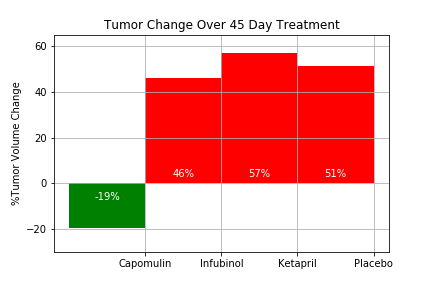 Tumor Change Over 45 Day Treatment
%Tumor Volume Change
60
40
20
0
−20
-19%
46%
57%
51%
Capomulin
Infubinol
Ketapril
Placebo